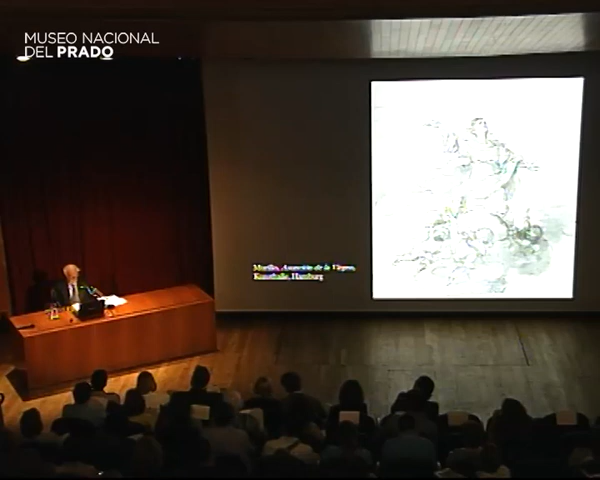 MUSEO NACIONAL
DEL PRADO
Murillo, Asunción de la Virgen,
Kunsthalle, Hamburg